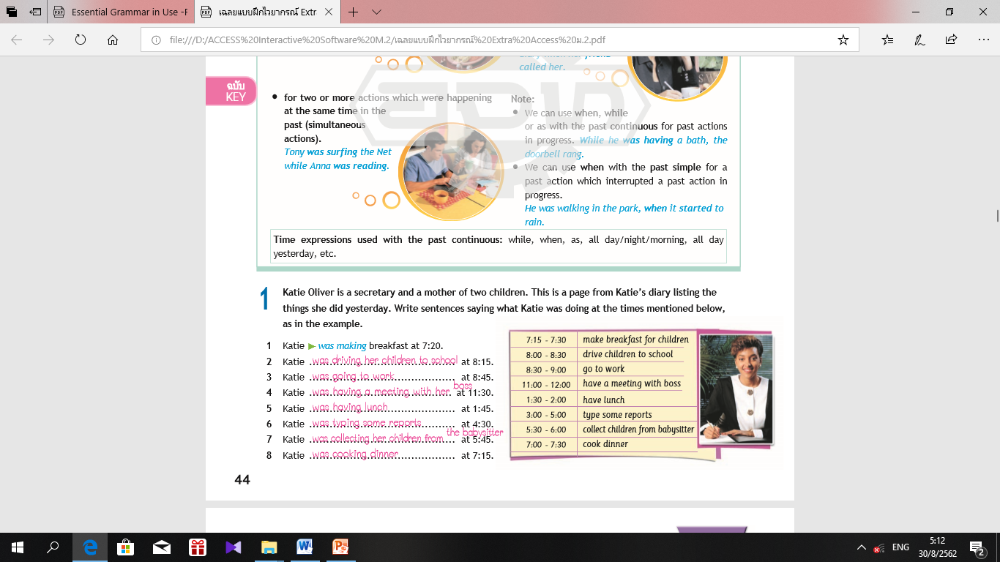 Essential Grammar in Use -F
เฉลยแบบฝึกไวยากรณ์ Extr
file:///D:/ACCESS%20Interactive%20Software%20M.2/เฉลยแบบฝึกไวยากรณ์%20Extra%20Access%20ม.2.pdf
called her.
ฉบับ
KEY
• for two or more actions which were happening
at the same time in the
past (simultaneous
actions).
Tony was surfing the Net
while Anna was reading.
Note:
• We can use when, while
or as with the past continuous for past actions
in progress. While he was having a bath, the
doorbell rang.
• We can use when with the past simple for a
past action which interrupted a past action in
progress.
He was walking in the park, when it started to
rain.
Time expressions used with the past continuous: while, when, as, all day/night/morning, all day
yesterday, etc.
1 Katie Oliver is a secretary and a mother of two children. This is a page from Katie's diary listing the
things she did yesterday. Write sentences saying what Katie was doing at the times mentioned below,
as in the example.
1 Katie ► was making breakfast at 7:20.
2 Katie was driving her children to school at 8:15.
3 Katie was going to work at 8:45.
4 Katie was having a meeting with her boss at 11:30.
5 Katie was having lunch at 1:45.
6 Katie was typing some reports at 4:30.
7 Katie was collecting her children from the babysitter at 5:45.
8 Katie was cooking dinner at 7:15.
7:15 - 7:30 make breakfast for children
8:00 - 8:30 drive children to school
8:30 - 9:00 go to work
11:00 - 12:00 have a meeting with boss
1:30 - 2:00 have lunch
3:00 - 5:00 type some reports
5:30 - 6:00 collect children from babysitter
7:00 - 7:30 cook dinner
44
ENG
5:12
30/8/2562
2